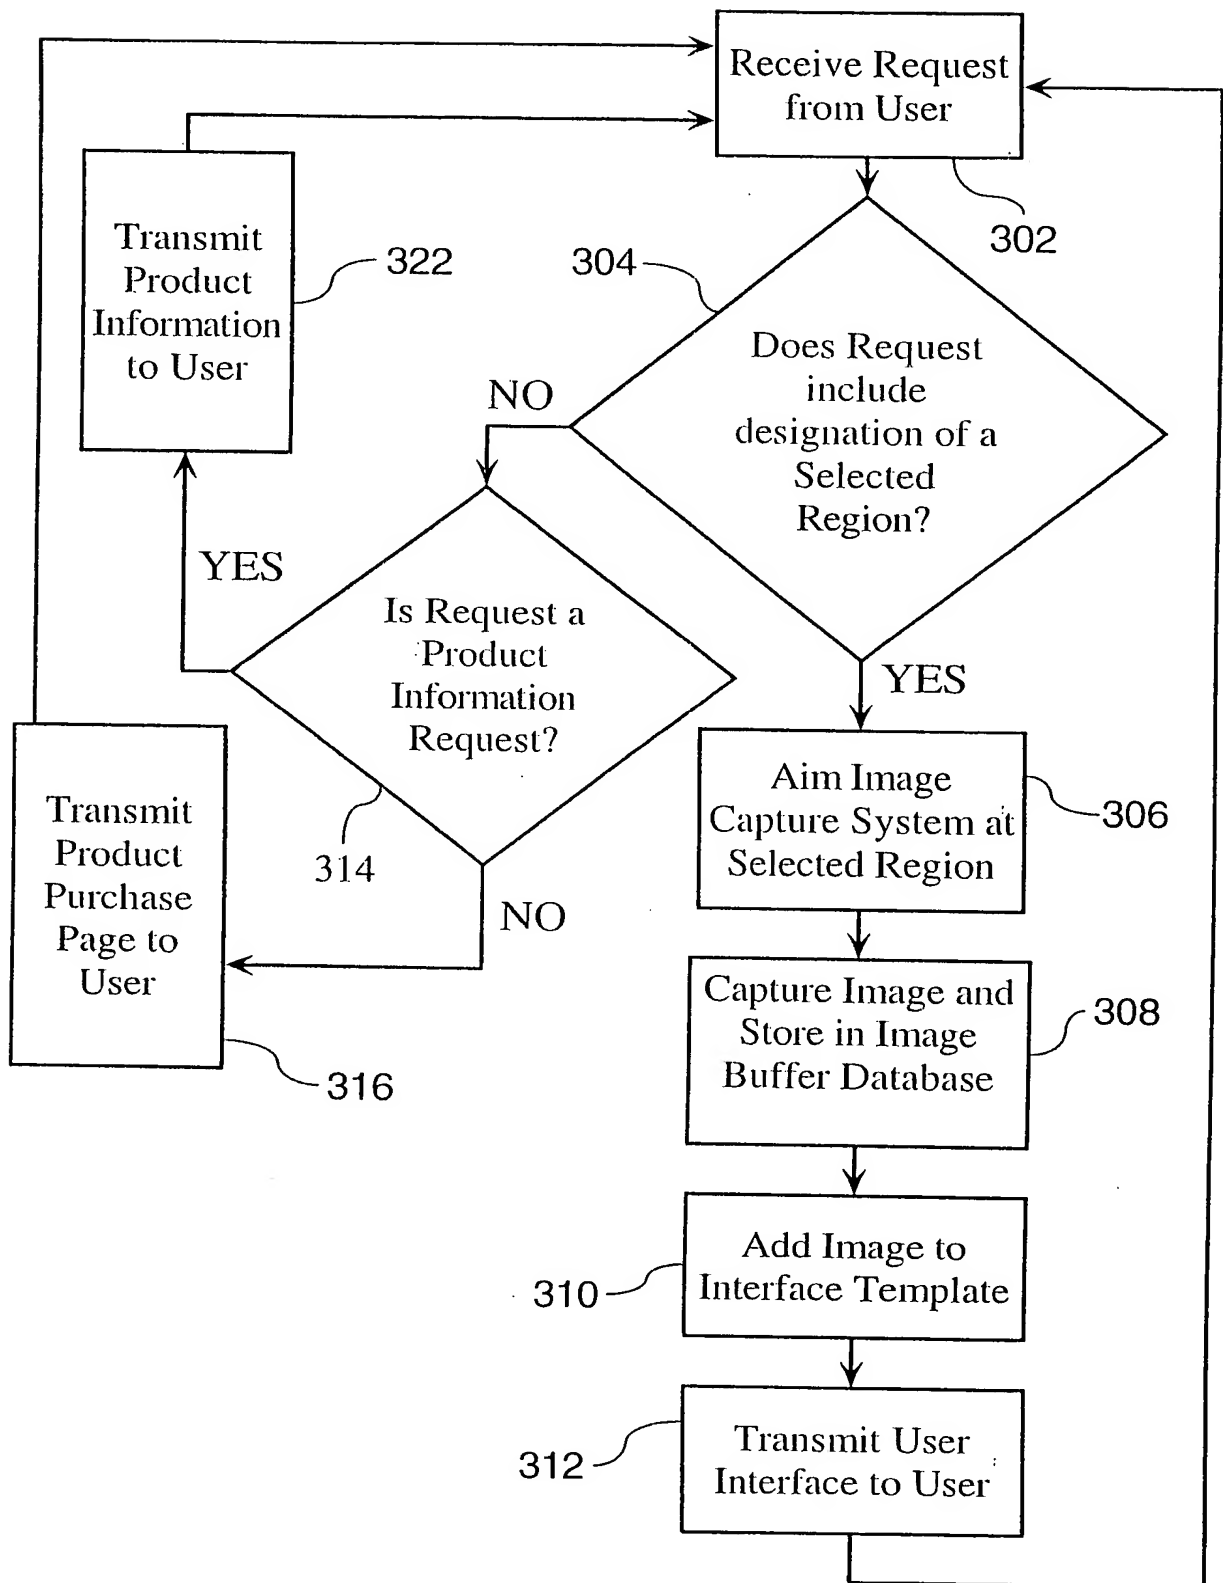 Receive Request
from User
302
Transmit
Product
Information
to User
322
304
Does Request
include
designation of a
Selected
Region?
NO
YES
Is Request a
Product
Information
Request?
314
YES
NO
Aim Image
Capture System at
Selected Region
306
Transmit
Product
Purchase
Page to
User
316
Capture Image and
Store in Image
Buffer Database
308
Add Image to
Interface Template
310
Transmit User
Interface to User
312